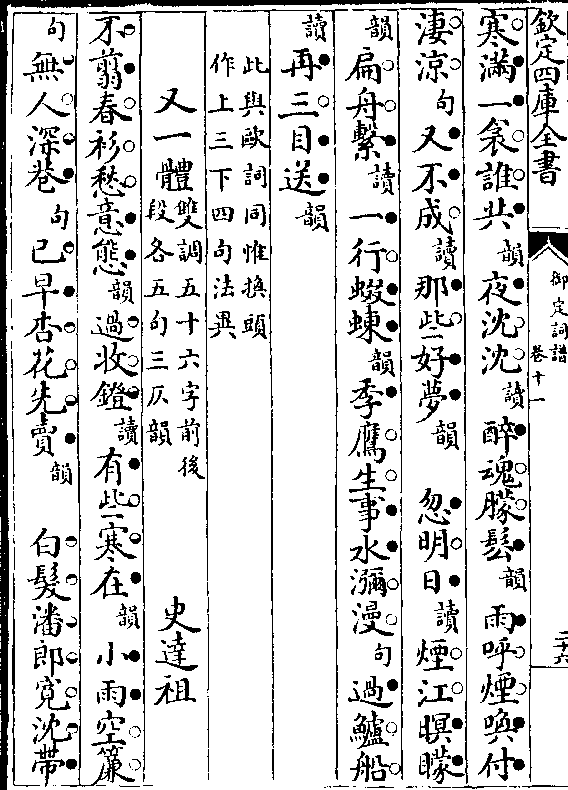 欽定四庫全書
御定詞譜
卷十一
二十六
寒滿一衾誰共韻夜沈沈讀醉魂朦鬆韻雨呼煙喚付
淒涼句又不成讀那些好夢韻 忽明日讀煙江暝矇
韻扁舟繫讀一行蝃蝀韻季鷹生事水瀰漫句過鱸船
讀再三目送韻
此與歐詞同惟換頭
作上三下四句法異
又一體雙調五十六字前後
段各五句三仄韻 史達祖
不翦春衫愁意態韻過收鐙讀有些寒在韻小雨空簾
句無人深巷句已早杏花先賣韻 白髮潘郎寬沈帶